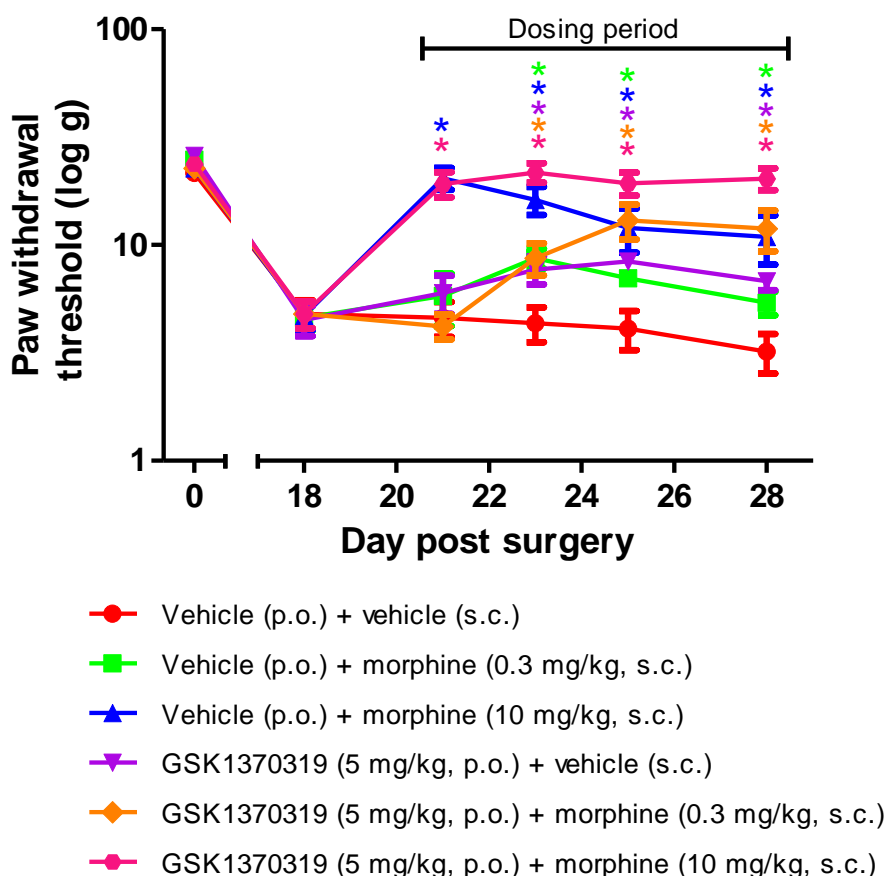 Dosing period
100
10
1
Paw withdrawal
threshold (log g)
* * * *
* * * *
* * * *
* * *
* * *
0 18 20 22 24 26 28
Day post surgery
Vehicle (p.o.) + vehicle (s.c.)
Vehicle (p.o.) + morphine (0.3 mg/kg, s.c.)
Vehicle (p.o.) + morphine (10 mg/kg, s.c.)
GSK1370319 (5 mg/kg, p.o.) + vehicle (s.c.)
GSK1370319 (5 mg/kg, p.o.) + morphine (0.3 mg/kg, s.c.)
GSK1370319 (5 mg/kg, p.o.) + morphine (10 mg/kg, s.c.)